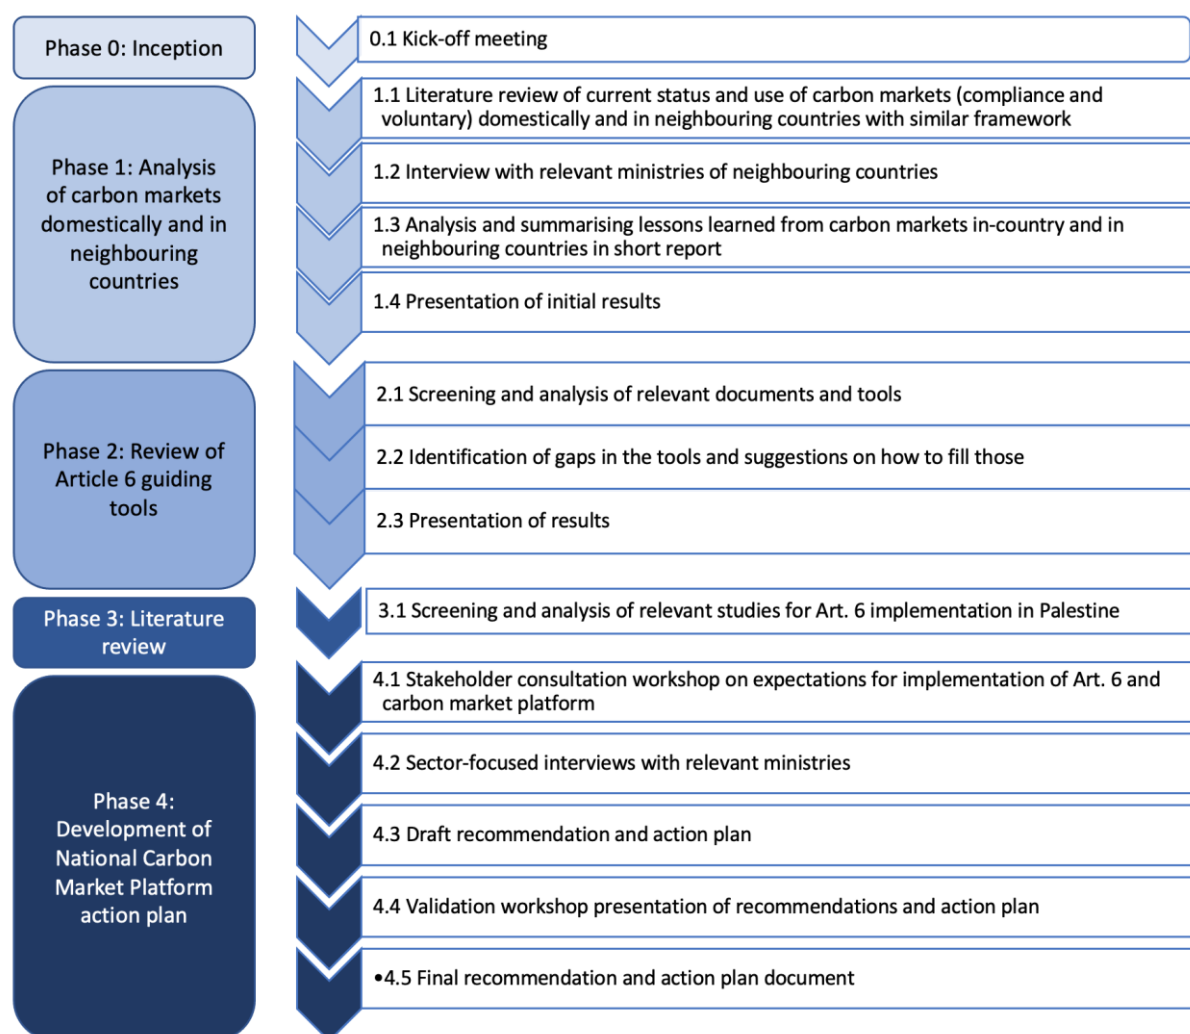 Phase 0: Inception
0.1 Kick-off meeting
Phase 1: Analysis
of carbon markets
domestically and in
neighbouring
countries
1.1 Literature review of current status and use of carbon markets (compliance and
voluntary) domestically and in neighbouring countries with similar framework
1.2 Interview with relevant ministries of neighbouring countries
1.3 Analysis and summarising lessons learned from carbon markets in-country and in
neighbouring countries in short report
1.4 Presentation of initial results
Phase 2: Review of
Article 6 guiding
tools
2.1 Screening and analysis of relevant documents and tools
2.2 Identification of gaps in the tools and suggestions on how to fill those
2.3 Presentation of results
Phase 3: Literature
review
3.1 Screening and analysis of relevant studies for Art. 6 implementation in Palestine
Phase 4:
Development of
National Carbon
Market Platform
action plan
4.1 Stakeholder consultation workshop on expectations for implementation of Art. 6 and
carbon market platform
4.2 Sector-focused interviews with relevant ministries
4.3 Draft recommendation and action plan
4.4 Validation workshop presentation of recommendations and action plan
•4.5 Final recommendation and action plan document